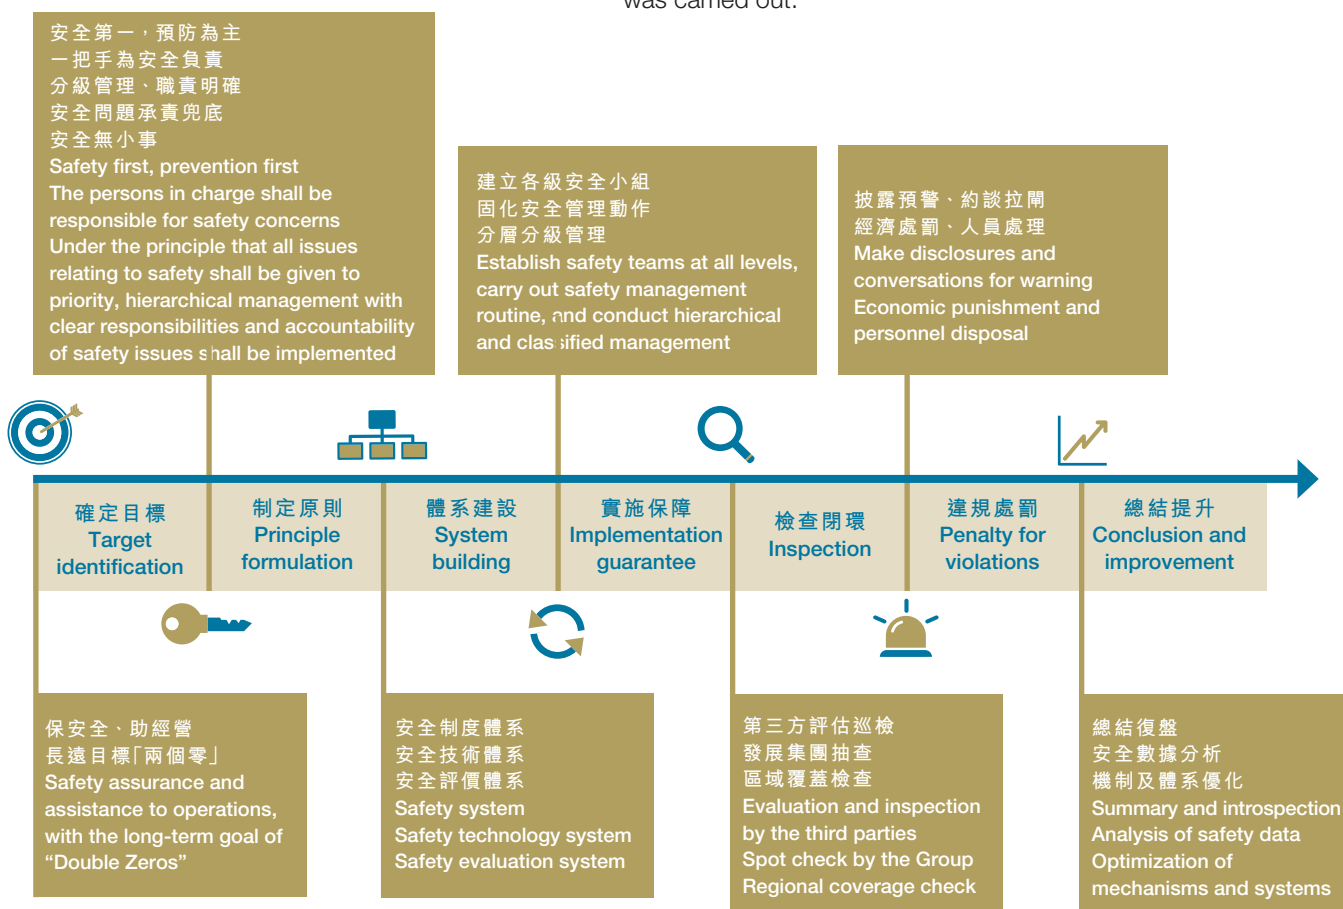 was carried out.
安全第一，預防為主
一把手為安全負責
分級管理、職責明確
安全問題承責兜底
安全無小事
Safety first, prevention first
The persons in charge shall be
responsible for safety concerns
Under the principle that all issues
relating to safety shall be given to
priority, hierarchical management with
clear responsibilities and accountability
of safety issues shall be implemented
建立各級安全小組
固化安全管理動作
分層分級管理
Establish safety teams at all levels,
carry out safety management
routine, and conduct hierarchical
and classified management
披露預警、約談拉閘
經濟處罰、人員處理
Make disclosures and
conversations for warning
Economic punishment and
personnel disposal
確定目標
Target
identification
制定原則
Principle
formulation
體系建設
System
building
實施保障
Implementation
guarantee
檢查閉環
Inspection
違規處罰
Penalty for
violations
總結提升
Conclusion and
improvement
保安全、助經營
長遠目標「兩個零」
Safety assurance and
assistance to operations,
with the long-term goal of
“Double Zeros”
安全制度體系
安全技術體系
安全評價體系
Safety system
Safety technology system
Safety evaluation system
第三方評估巡檢
發展集團抽查
區域覆蓋檢查
Evaluation and inspection
by the third parties
Spot check by the Group
Regional coverage check
總結復盤
安全數據分析
機制及體系優化
Summary and introspection
Analysis of safety data
Optimization of
mechanisms and systems